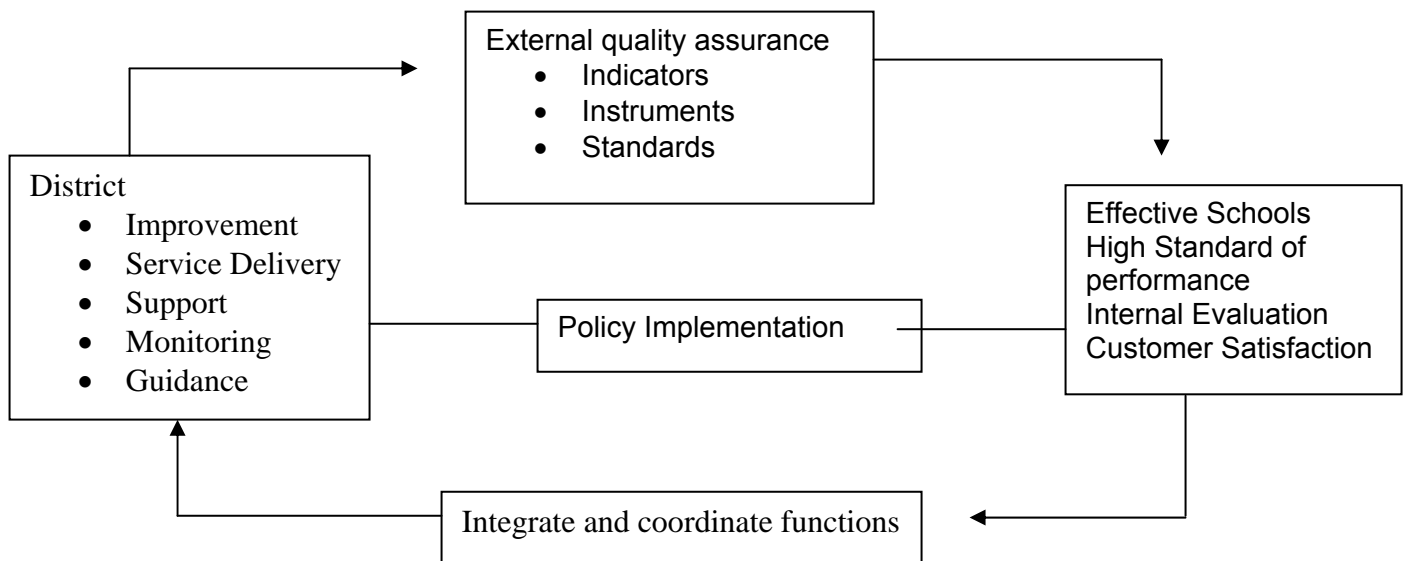 External quality assurance
• Indicators
• Instruments
• Standards
District
• Improvement
• Service Delivery
• Support
• Monitoring
• Guidance
Policy Implementation
Effective Schools
High Standard of
performance
Internal Evaluation
Customer Satisfaction
Integrate and coordinate functions